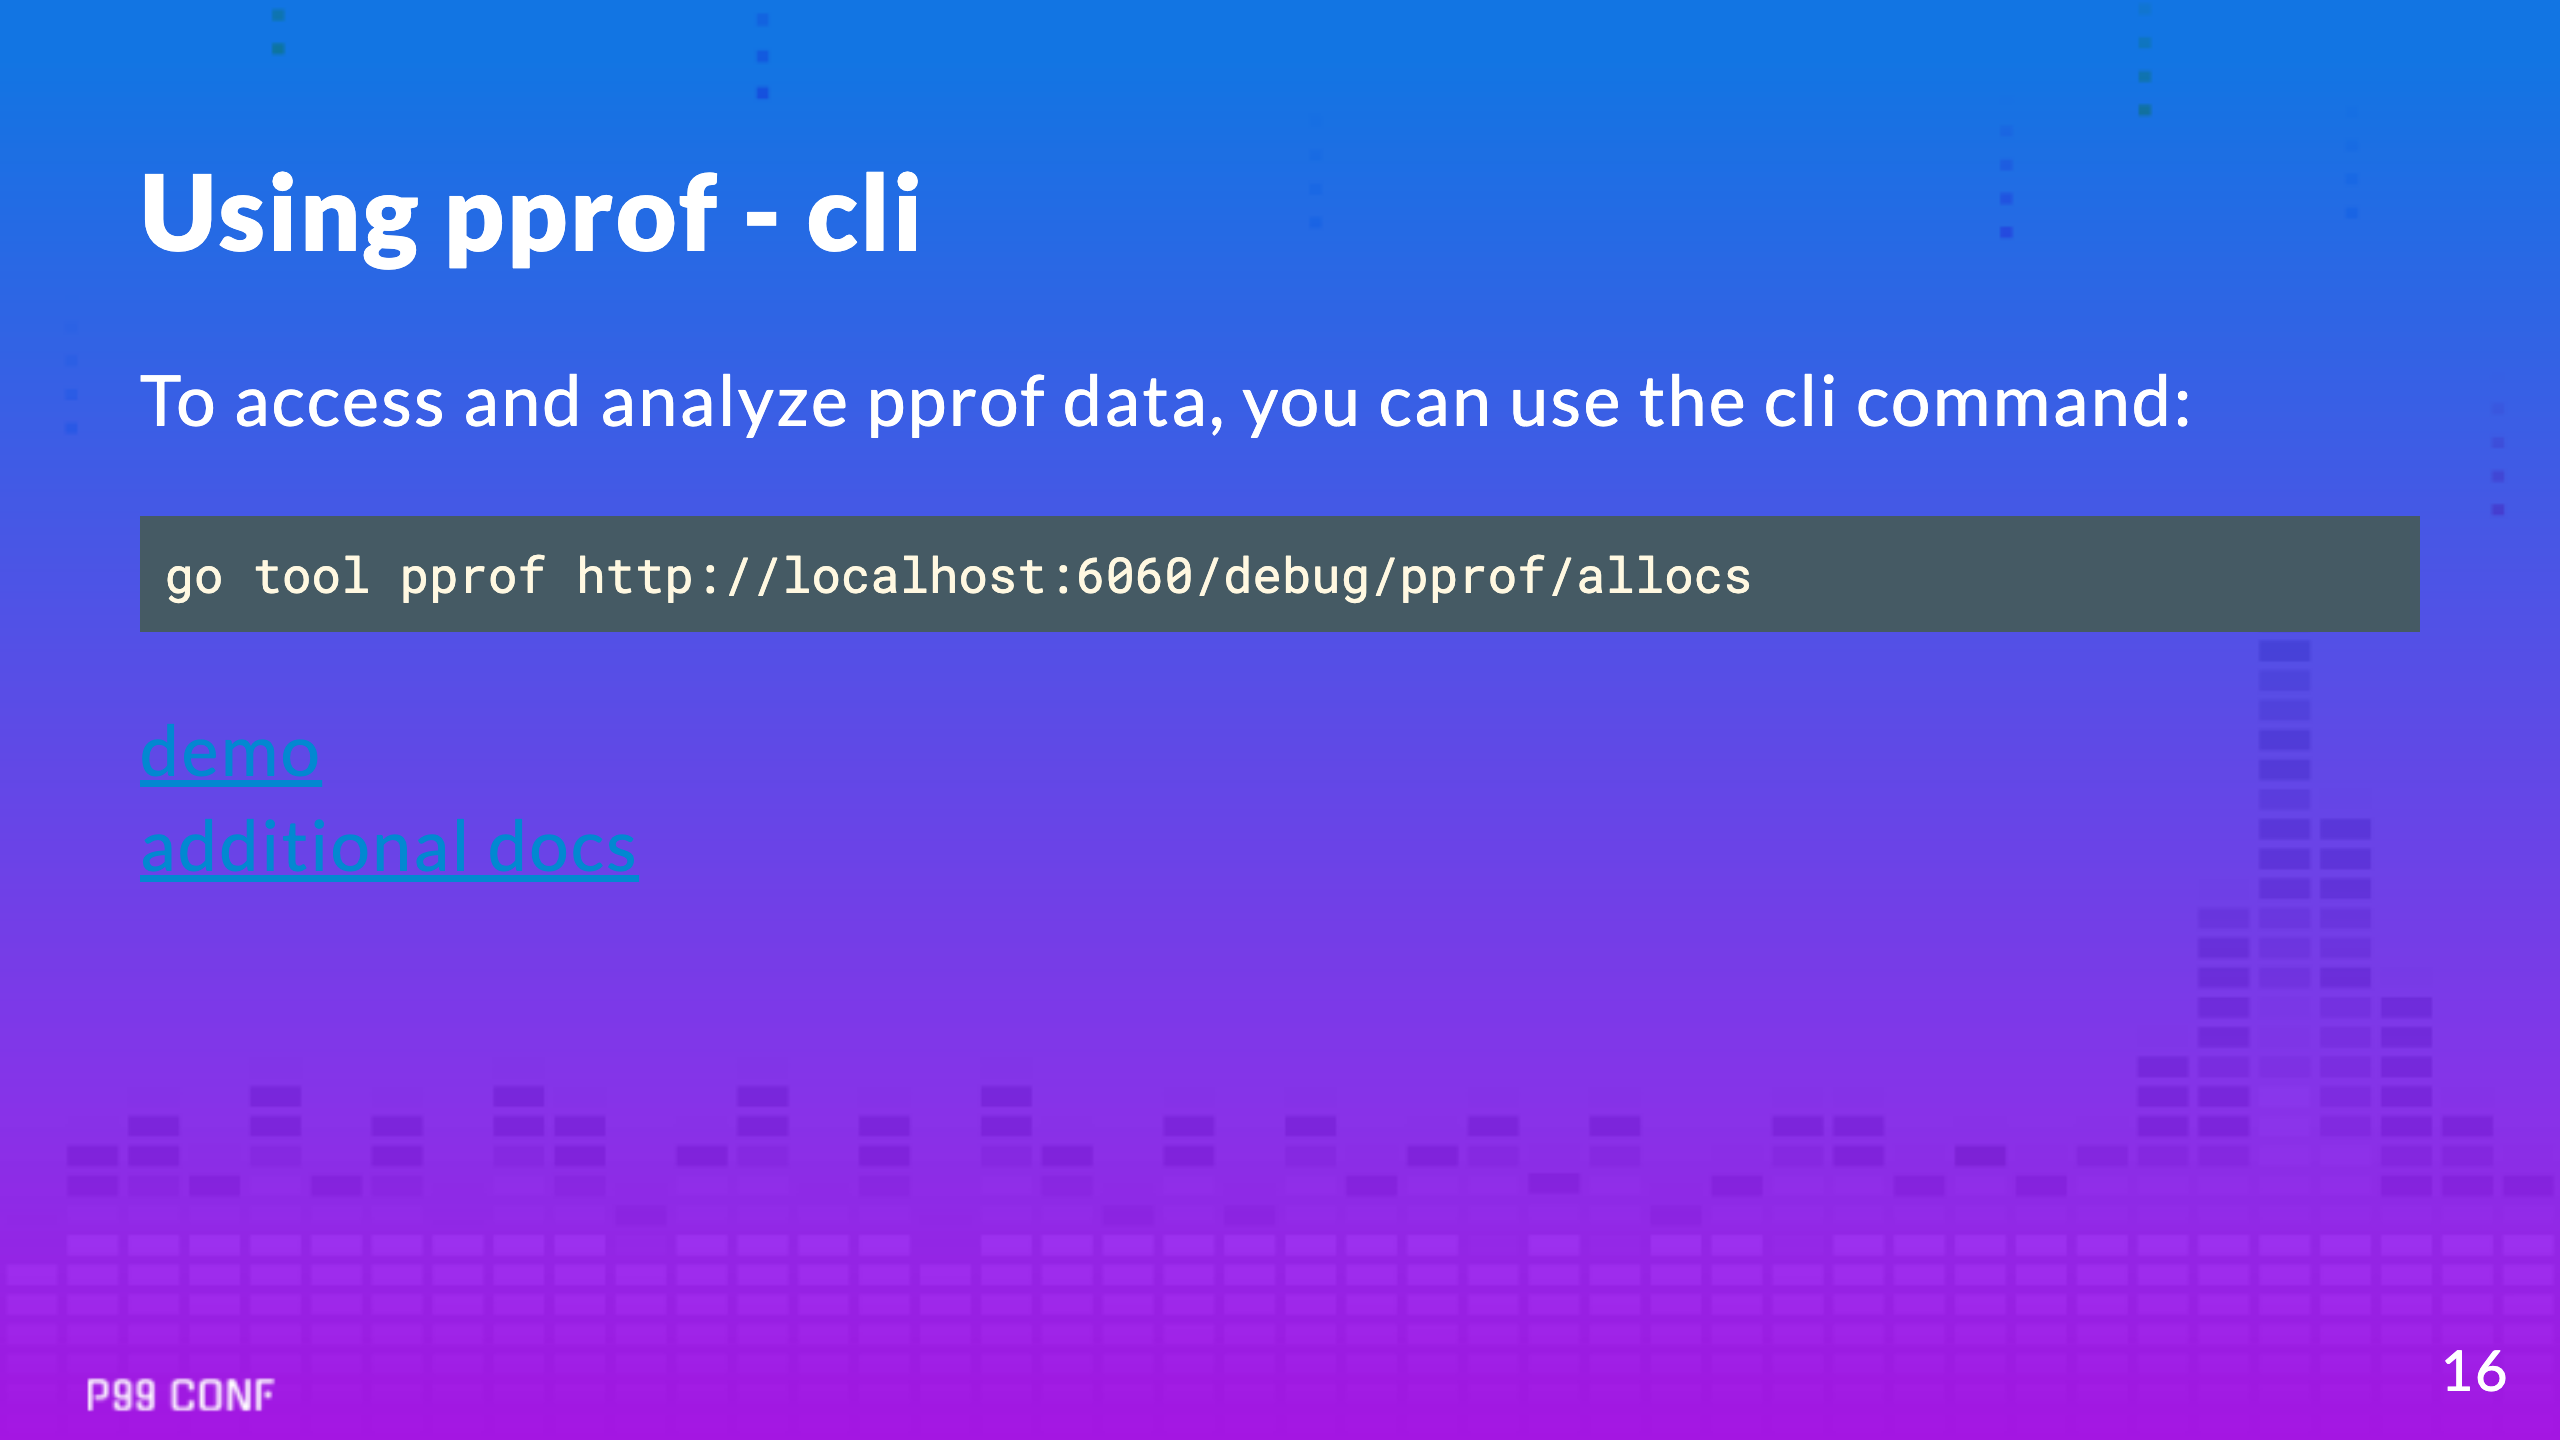 Using pprof - cli
To access and analyze pprof data, you can use the cli command:
go tool pprof http://localhost:6060/debug/pprof/allocs
demo
additional docs
P99 CONF
16